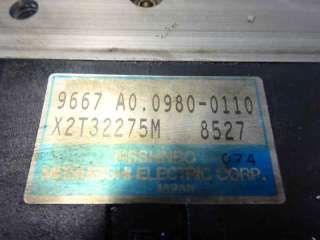 9667 A0.0980-0110
X2T32275M 8527
NISSHINBO 074
MITSUBISHI ELECTRIC CORP.
JAPAN